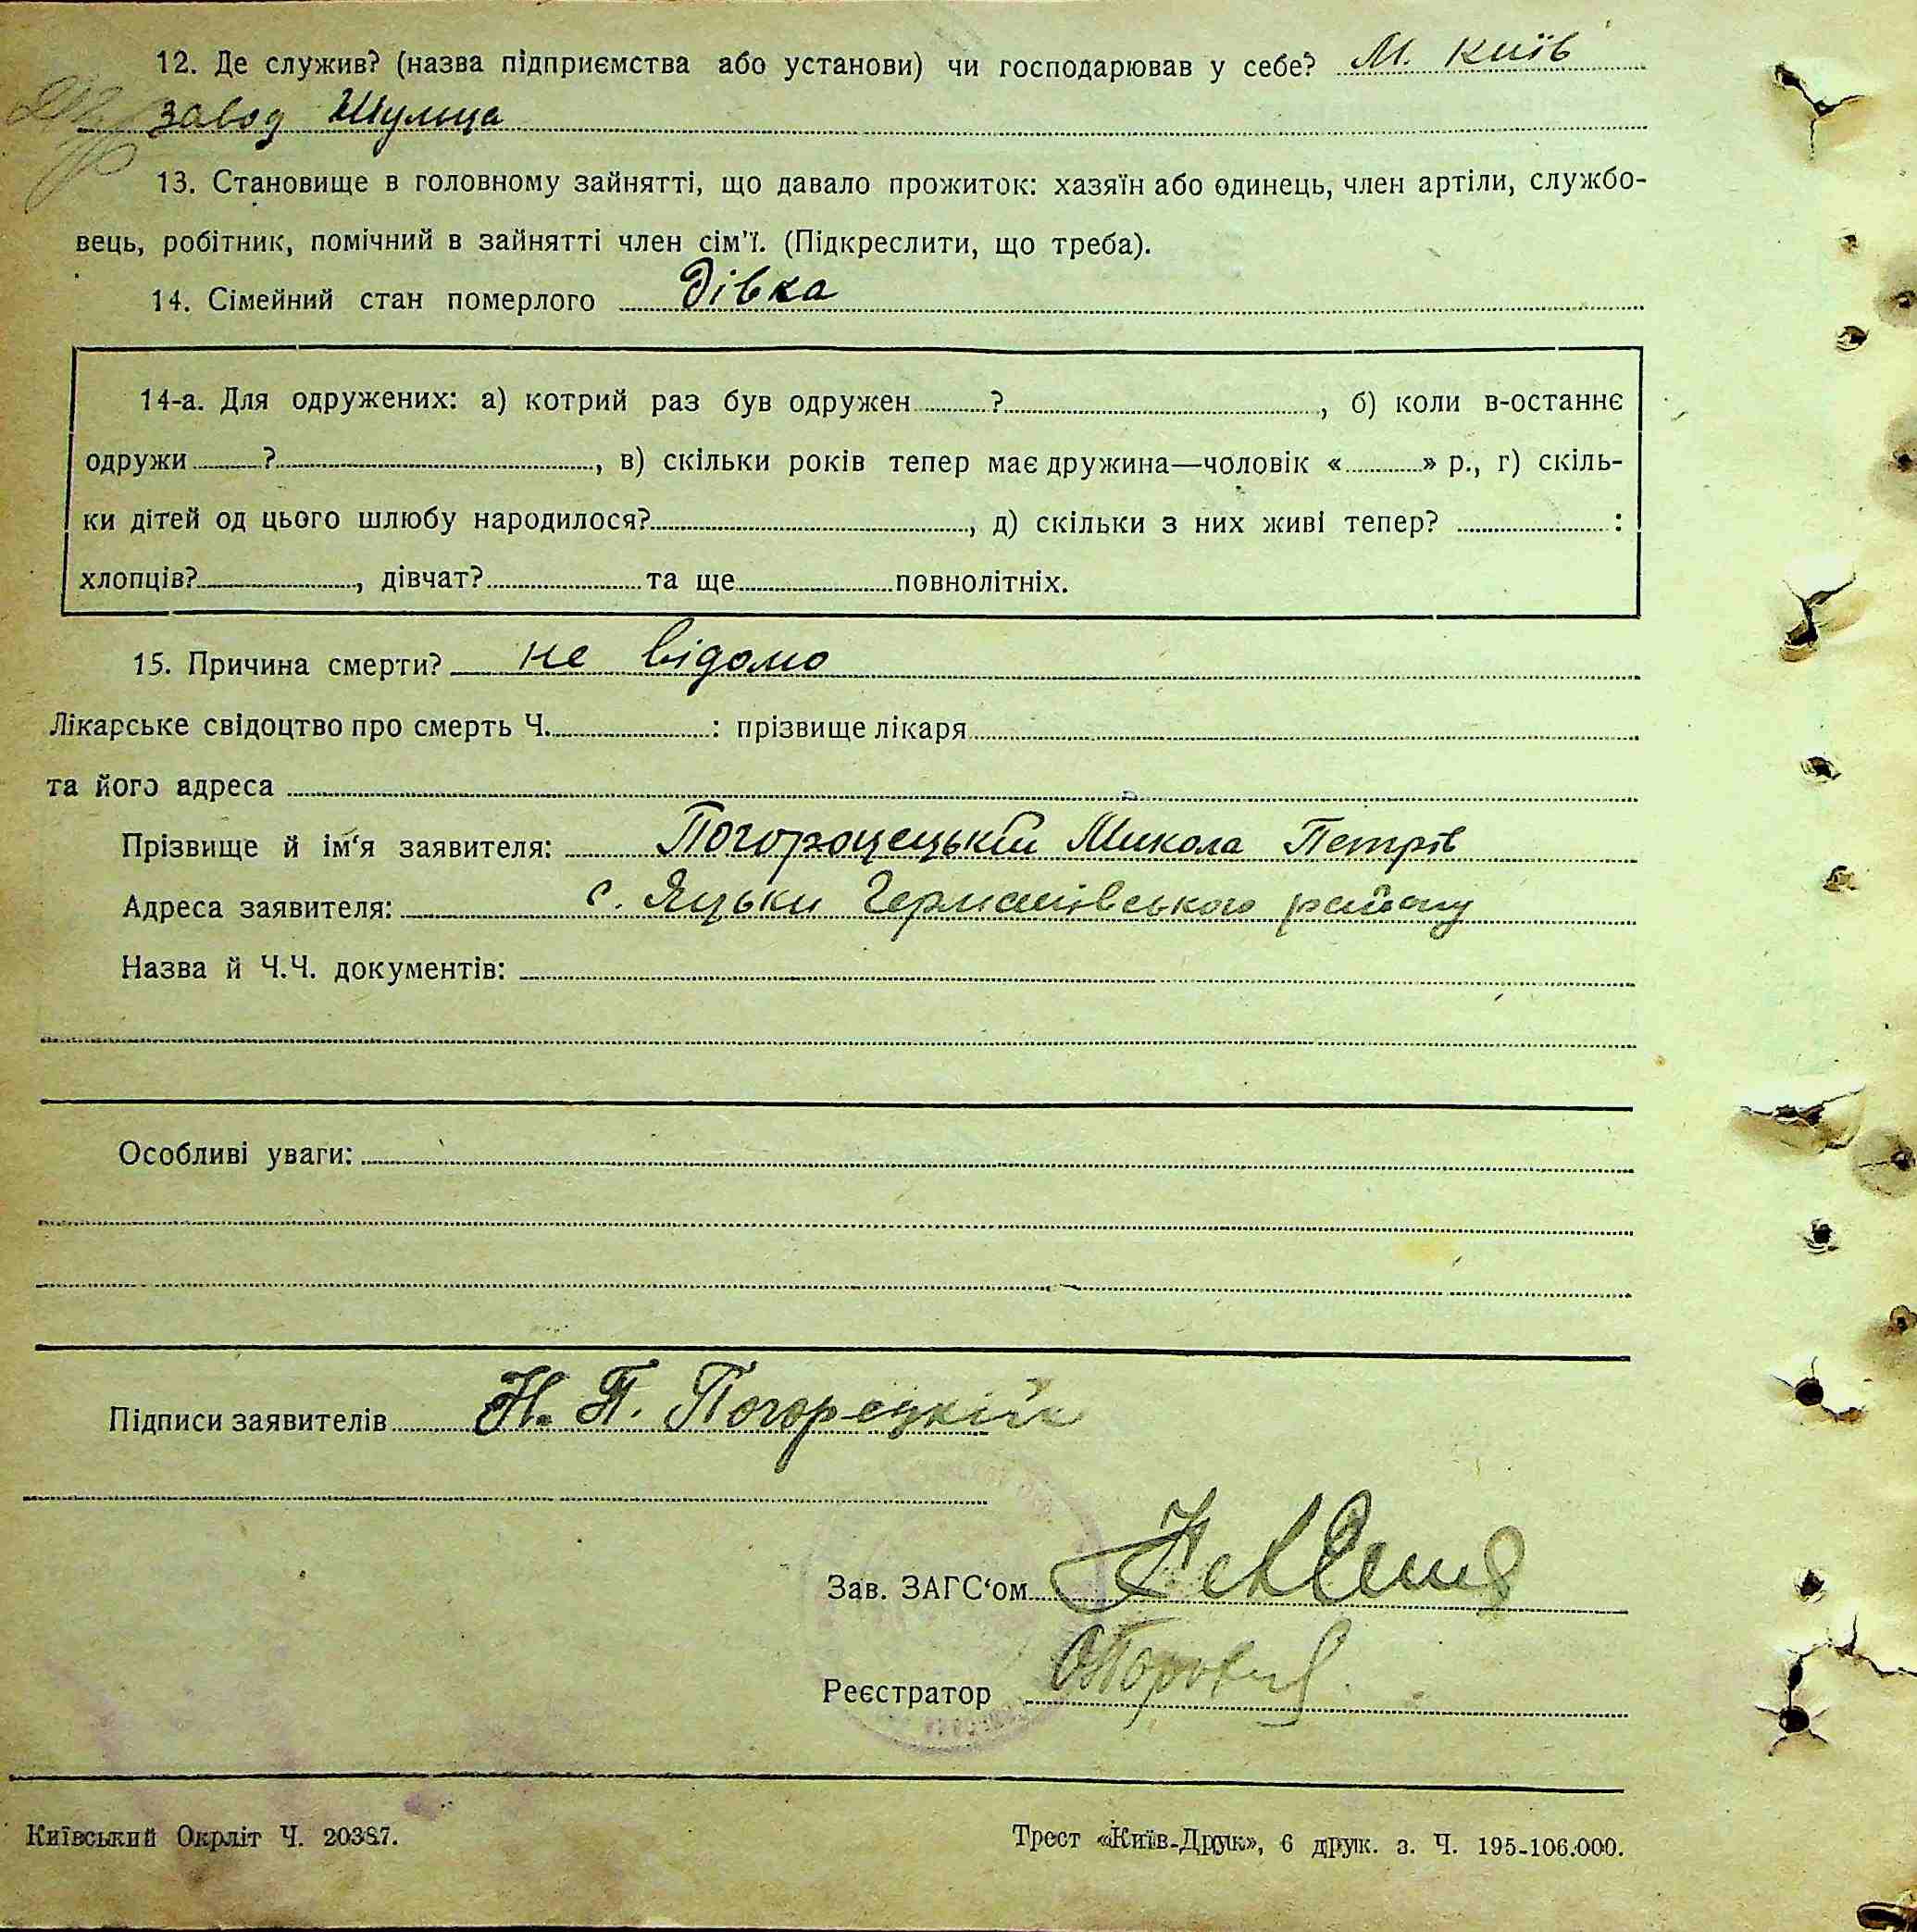 12. Де служив? (назва підприємства або установи) чи господарював у себе? М. Київ
завод Шульца
13. Становище в головному зайнятті, що давало прожиток: хазяїн або одинець, член артіли, службо-
вець, робітник, помічний в зайнятті член сім'ї. (Підкреслити, що треба).
14. Сімейний стан померлого дівка
14-а. Для одружених: а) котрий раз був одружен ?, б) коли в-останнє
одружи ?, в) скільки років тепер має дружина—чоловік « » р., г) скіль-
ки дітей од цього шлюбу народилося?, д) скільки з них живі тепер? :
хлопців?, дівчат? та ще повнолітніх.
15. Причина смерти? не відомо
Лікарське свідоцтво про смерть Ч. : прізвище лікаря
та його адреса
Прізвище й ім'я заявителя: Микола Петрів
Адреса заявителя: с. Яцьки Германівського району
Назва й Ч.Ч. документів:
Особливі уваги:
Підписи заявителів Н. П. Погорецкій
Зав. ЗАГС'ом
Реєстратор
Київський Окрліт Ч. 20387.
Трест «Київ-Друк», 6 друк. з. Ч. 195-106.000.